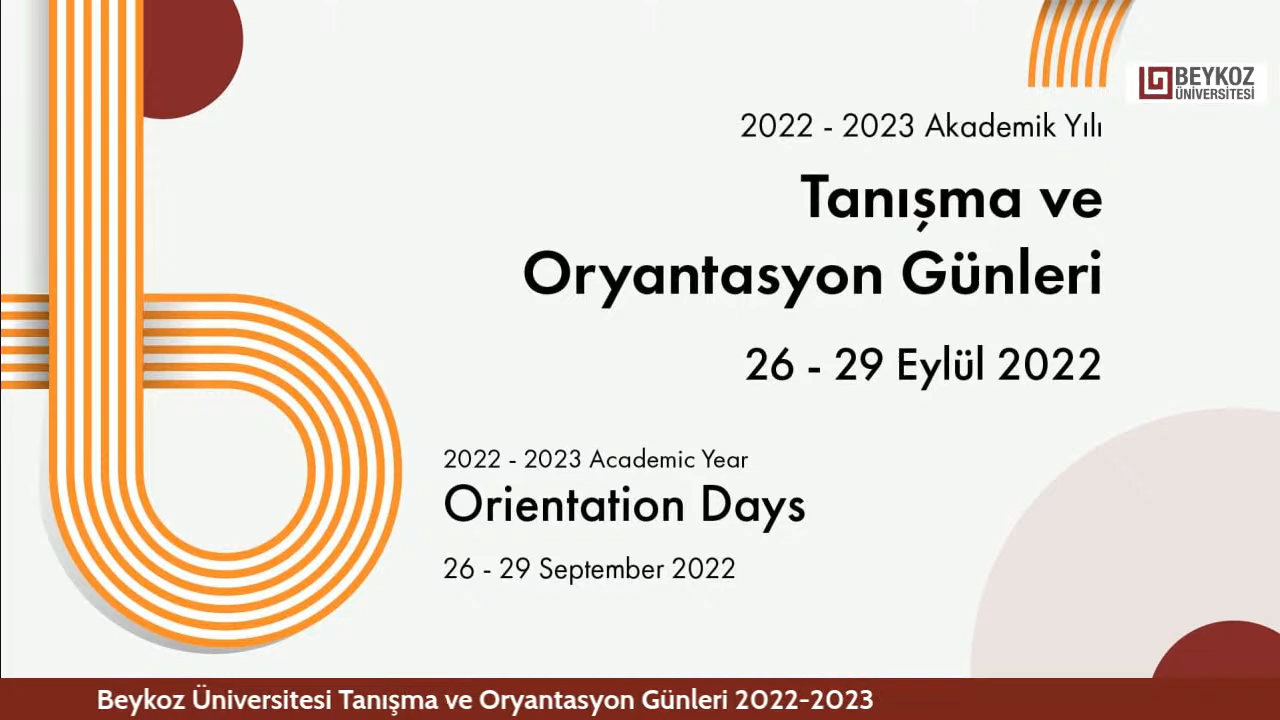 BEYKOZ
ÜNİVERSİTESİ
2022 - 2023 Akademik Yılı
Tanışma ve
Oryantasyon Günleri
26 - 29 Eylül 2022
2022 - 2023 Academic Year
Orientation Days
26 - 29 September 2022
Beykoz Üniversitesi Tanışma ve Oryantasyon Günleri 2022-2023